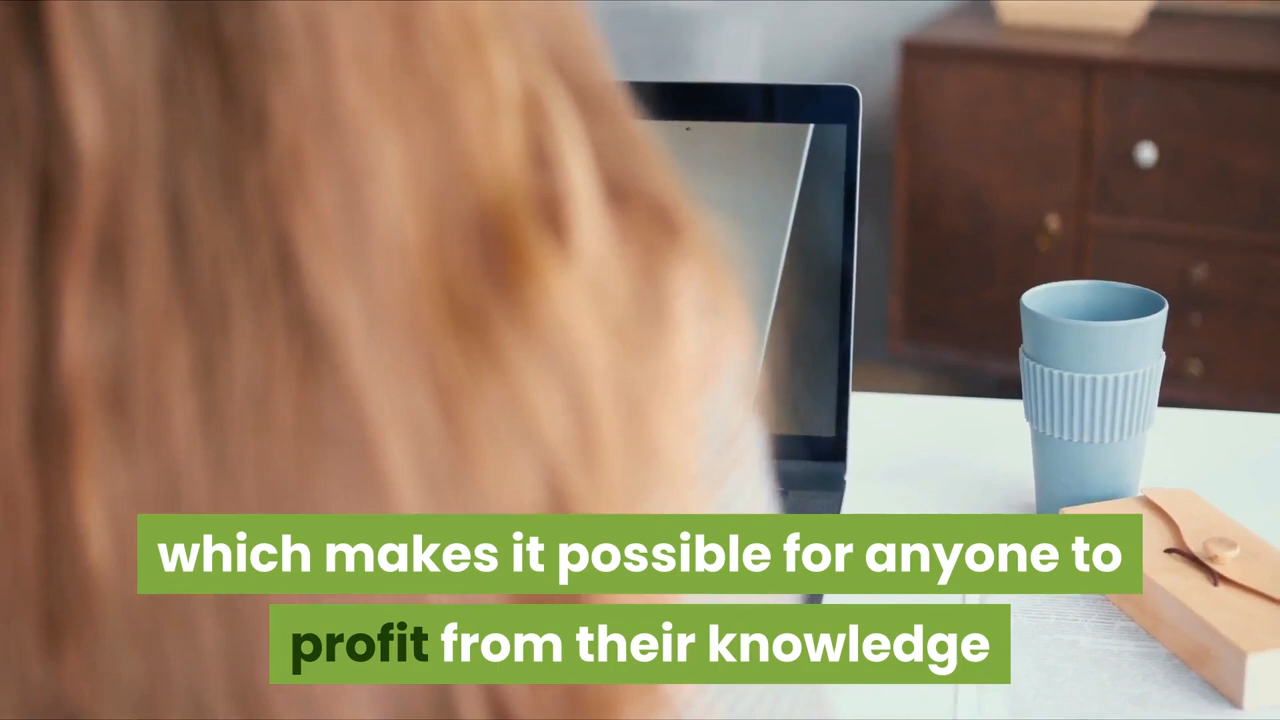 which makes it possible for anyone to
profit from their knowledge